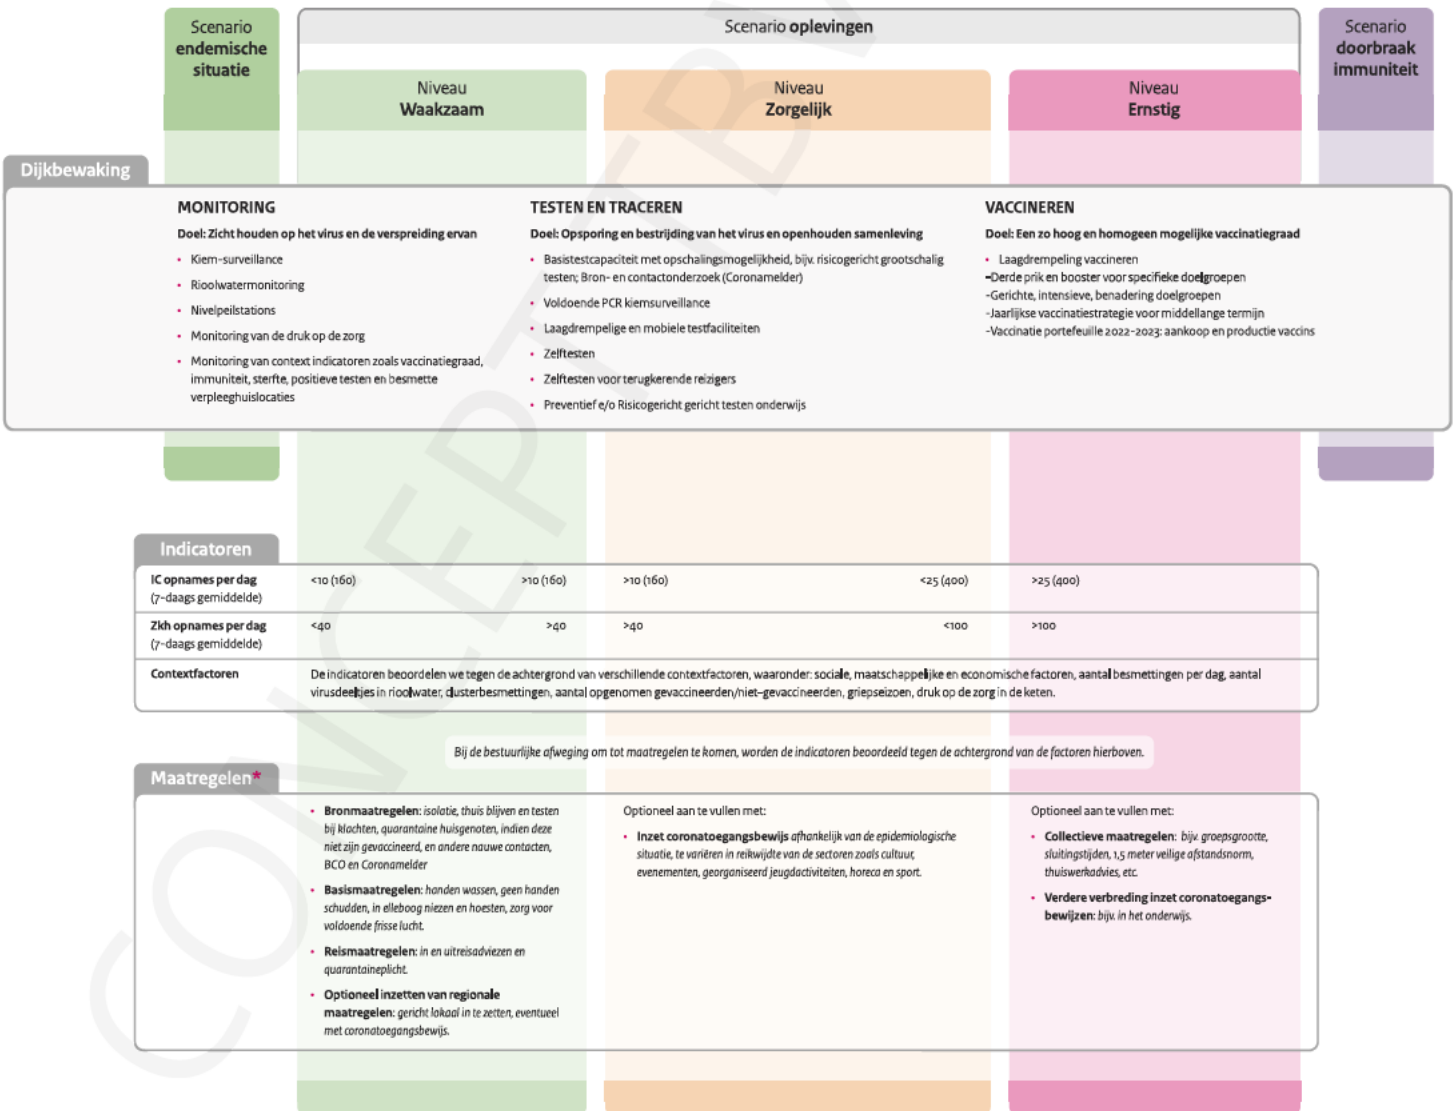 Scenario
endemische
situatie
Scenario oplevingen
Scenario
doorbraak
immuniteit
Niveau
Waakzaam
Niveau
Zorgelijk
Niveau
Ernstig
Dijkbewaking
MONITORING
Doel: Zicht houden op het virus en de verspreiding ervan
• Kiem-surveillance
• Rioolwatermonitoring
• Nivelpeilstations
• Monitoring van de druk op de zorg
• Monitoring van context indicatoren zoals vaccinatiegraad,
immuniteit, sterfte, positieve testen en besmette
verpleeghuislocaties
TESTEN EN TRACEREN
Doel: Opsporing en bestrijding van het virus en openhouden samenleving
• Basistestcapaciteit met opschalingsmogelijkheid, bijv. risicogericht grootschalig
testen; Bron- en contactonderzoek (Coronamelder)
• Voldoende PCR kiemsurveillance
• Laagdrempelige en mobiele testfaciliteiten
• Zelftesten
• Zelftesten voor terugkerende reizigers
• Preventief e/o Risicogericht gericht testen onderwijs
VACCINEREN
Doel: Een zo hoog en homogeen mogelijke vaccinatiegraad
• Laagdrempeling vaccineren
-Derde prik en booster voor specifieke doelgroepen
-Gerichte, intensieve, benadering doelgroepen
-Jaarlijkse vaccinatiestrategie voor middellange termijn
-Vaccinatie portefeuille 2022-2023: aankoop en productie vaccins
Indicatoren
IC opnames per dag
(7-daags gemiddelde)
<10 (160) >10 (160) >10 (160) <25 (400) >25 (400)
Zkh opnames per dag
(7-daags gemiddelde)
<40 >40 >40 <100 >100
Contextfactoren
De indicatoren beoordelen we tegen de achtergrond van verschillende contextfactoren, waaronder: sociale, maatschappelijke en economische factoren, aantal besmettingen per dag, aantal
virusdeeltjes in rioolwater, clusterbesmettingen, aantal opgenomen gevaccineerden/niet-gevaccineerden, griepseizoen, druk op de zorg in de keten.
Bij de bestuurlijke afweging om tot maatregelen te komen, worden de indicatoren beoordeeld tegen de achtergrond van de factoren hierboven.
Maatregelen*
• Bronmaatregelen: isolatie, thuis blijven en testen
bij klachten, quarantaine huisgenoten, indien deze
niet zijn gevaccineerd, en andere nauwe contacten,
BCO en Coronamelder
• Basismaatregelen: handen wassen, geen handen
schudden, in elleboog niezen en hoesten, zorg voor
voldoende frisse lucht.
• Reismaatregelen: in en uitreisadviezen en
quarantaineplicht.
• Optioneel inzetten van regionale
maatregelen: gericht lokaal in te zetten, eventueel
met coronatoegangsbewijs.
Optioneel aan te vullen met:
• Inzet coronatoegangsbewijs afhankelijk van de epidemiologische
situatie, te variëren in reikwijdte van de sectoren zoals cultuur,
evenementen, georganiseerd jeugdactiviteiten, horeca en sport.
Optioneel aan te vullen met:
• Collectieve maatregelen: bijv. groepsgrootte,
sluitingstijden, 1,5 meter veilige afstandsnorm,
thuiswerkadvies, etc.
• Verdere verbreding inzet coronatoegangs-
bewijzen: bijv. in het onderwijs.
CONCEPT